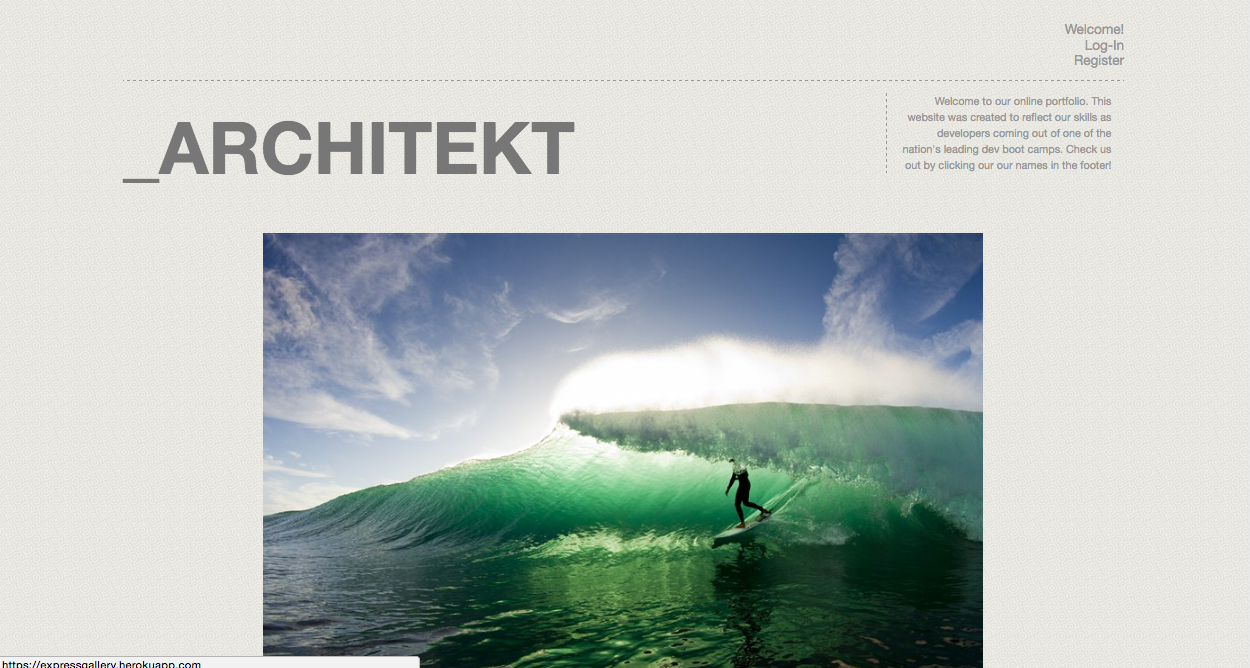 Welcome!
Log-In
Register
_ARCHITEKT
Welcome to our online portfolio. This
website was created to reflect our skills as
developers coming out of one of the
nation's leading dev boot camps. Check us
out by clicking our our names in the footer!
https://expressgallery.herokuapp.com